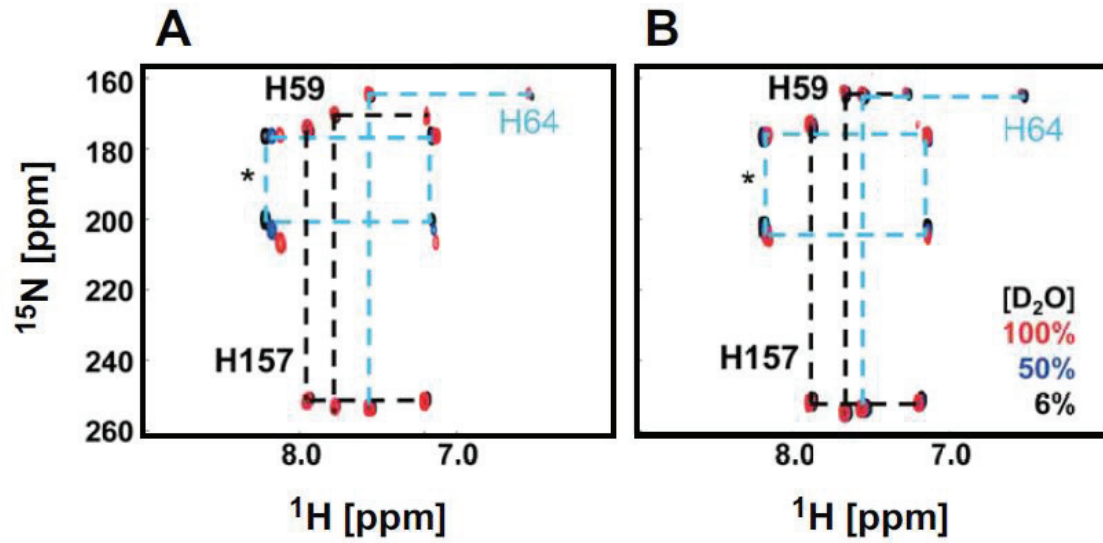 A
B
160
180
200
220
240
260
¹⁵N [ppm]
H59
H64
*
H157
8.0
7.0
¹H [ppm]
H59
H64
*
H157
[D₂O]
100%
50%
6%
8.0
7.0
¹H [ppm]